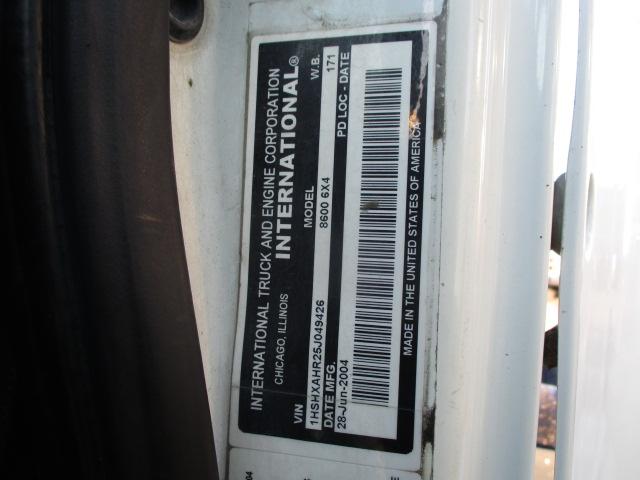 INTERNATIONAL TRUCK AND ENGINE CORPORATION
CHICAGO, ILLINOIS INTERNATIONAL®
VIN MODEL W.B.
1HSHXAHR25J049426 8600 6X4 171
DATE MFG. PD LOC - DATE
28-Jun-2004
MADE IN THE UNITED STATES OF AMERICA
04